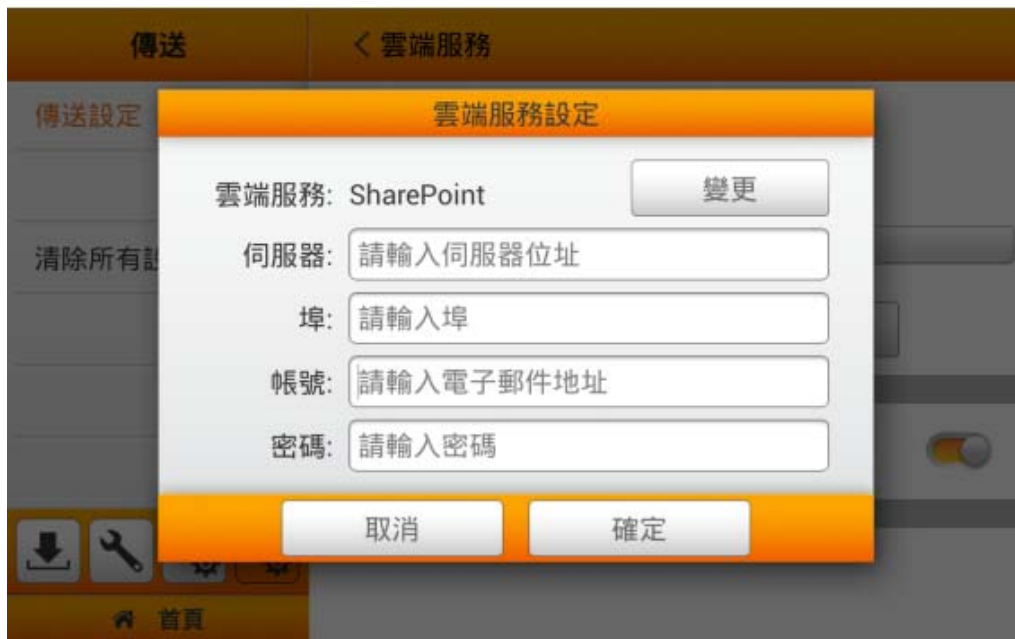 傳送
雲端服務
傳送設定
雲端服務設定
雲端服務: SharePoint 變更
清除所有
伺服器: 請輸入伺服器位址
埠: 請輸入埠
帳號: 請輸入電子郵件地址
密碼: 請輸入密碼
取消 確定
首頁